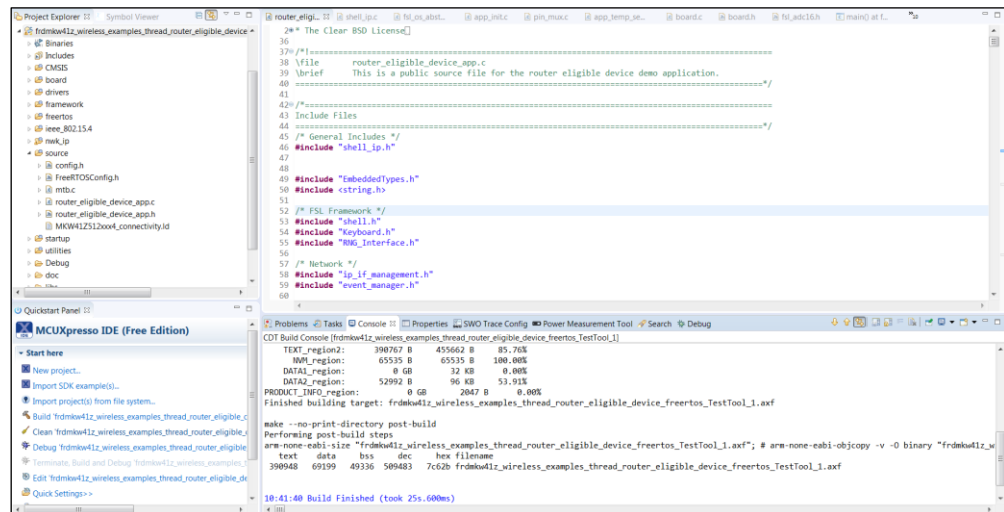 Project Explorer
Symbol Viewer
frdmkw41z_wireless_examples_thread_router_eligible_device
Binaries
Includes
CMSIS
board
drivers
framework
freertos
ieee_802.15.4
nwk_ip
source
config.h
FreeRTOSConfig.h
mtb.c
router_eligible_device_app.c
router_eligible_device_app.h
MKW41Z512xxx4_connectivity.ld
startup
utilities
Debug
doc
libs
Quickstart Panel
MCUXpresso IDE (Free Edition)
Start here
New project...
Import SDK example(s)...
Import project(s) from file system...
Build 'frdmkw41z_wireless_examples_thread_router_eligible_c
Clean 'frdmkw41z_wireless_examples_thread_router_eligible_
Debug 'frdmkw41z_wireless_examples_thread_router_eligible
Terminate, Build and Debug 'frdmkw41z_wireless_examples_t
Edit 'frdmkw41z_wireless_examples_thread_router_eligible_de
Quick Settings>>
router_eligi... shell_ip.c fsl_os_abst... app_init.c pin_mux.c app_temp_se... board.c board.h fsl_adc16.h main() at f...
2 * The Clear BSD License
36
37 /*!=====================================================================================
38 \file router_eligible_device_app.c
39 \brief This is a public source file for the router eligible device demo application.
40 =====================================================================================*/
41
42 /*=====================================================================================
43 Include Files
44 =====================================================================================*/
45 /* General Includes */
46 #include "shell_ip.h"
47
48
49 #include "EmbeddedTypes.h"
50 #include <string.h>
51
52 /* FSL Framework */
53 #include "shell.h"
54 #include "Keyboard.h"
55 #include "RNG_Interface.h"
56
57 /* Network */
58 #include "ip_if_management.h"
59 #include "event_manager.h"
60
Problems Tasks Console Properties SWO Trace Config Power Measurement Tool Search Debug
CDT Build Console [frdmkw41z_wireless_examples_thread_router_eligible_device_freertos_TestTool_1]
TEXT_region2: 390767 B 455662 B 85.76%
NVM_region: 65535 B 65535 B 100.00%
DATA1_region: 0 GB 32 KB 0.00%
DATA2_region: 52992 B 96 KB 53.91%
PRODUCT_INFO_region: 0 GB 2047 B 0.00%
Finished building target: frdmkw41z_wireless_examples_thread_router_eligible_device_freertos_TestTool_1.axf
make --no-print-directory post-build
Performing post-build steps
arm-none-eabi-size "frdmkw41z_wireless_examples_thread_router_eligible_device_freertos_TestTool_1.axf"; # arm-none-eabi-objcopy -v -O binary "frdmkw41z_w
text data bss dec hex filename
390948 69199 49336 509483 7c62b frdmkw41z_wireless_examples_thread_router_eligible_device_freertos_TestTool_1.axf
10:41:40 Build Finished (took 25s.600ms)